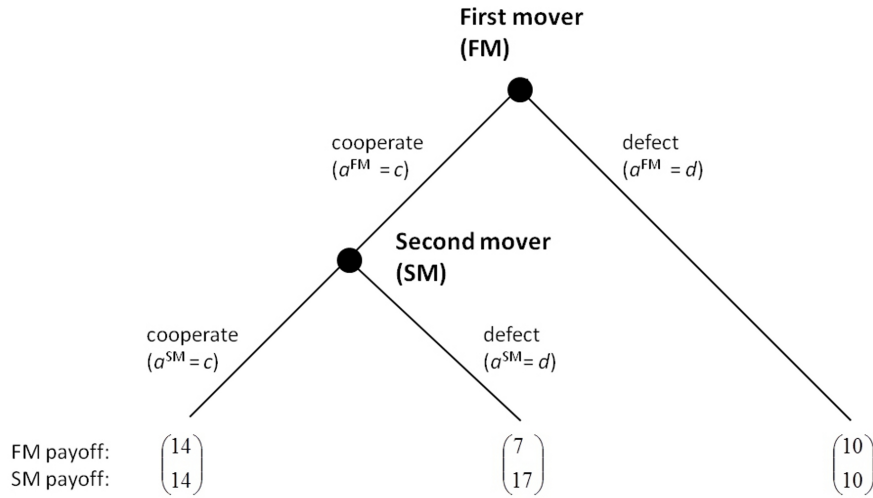 First mover
(FM)
cooperate
(a^FM = c)
defect
(a^FM = d)
Second mover
(SM)
cooperate
(a^SM = c)
defect
(a^SM = d)
FM payoff: (14 (7 (10
SM payoff: 14) 17) 10)